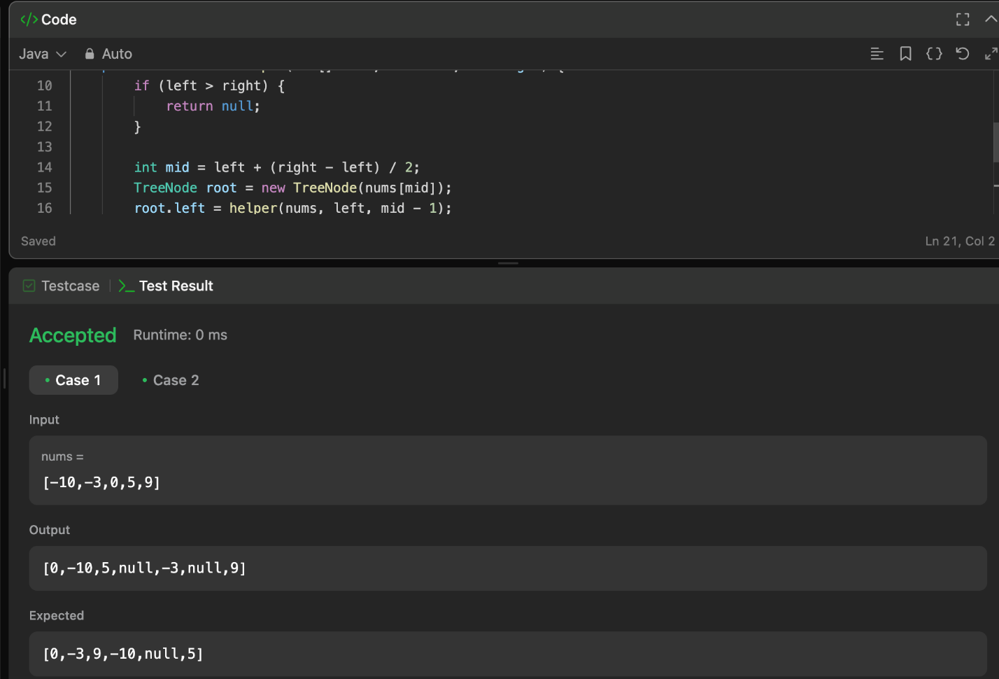 </> Code
Java Auto
10 if (left > right) {
11 return null;
12 }
13
14 int mid = left + (right - left) / 2;
15 TreeNode root = new TreeNode(nums[mid]);
16 root.left = helper(nums, left, mid - 1);
Saved Ln 21, Col 2
Testcase >_ Test Result
Accepted Runtime: 0 ms
Case 1 Case 2
Input
nums =
[-10,-3,0,5,9]
Output
[0,-10,5,null,-3,null,9]
Expected
[0,-3,9,-10,null,5]